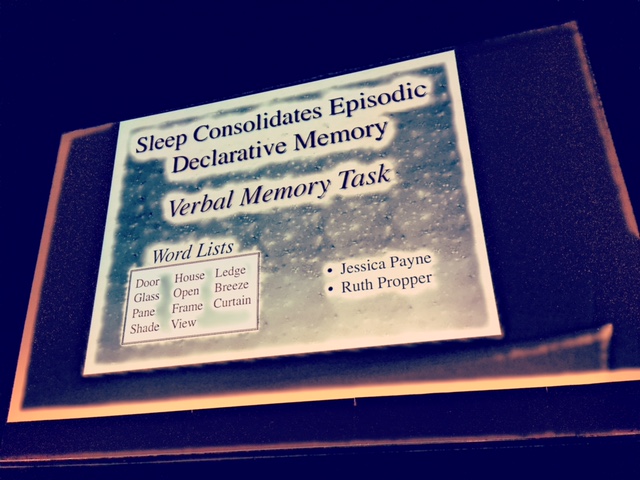 Sleep Consolidates Episodic
Declarative Memory
Verbal Memory Task
Word Lists
Door House Ledge
Glass Open Breeze
Pane Frame Curtain
Shade View
• Jessica Payne
• Ruth Propper